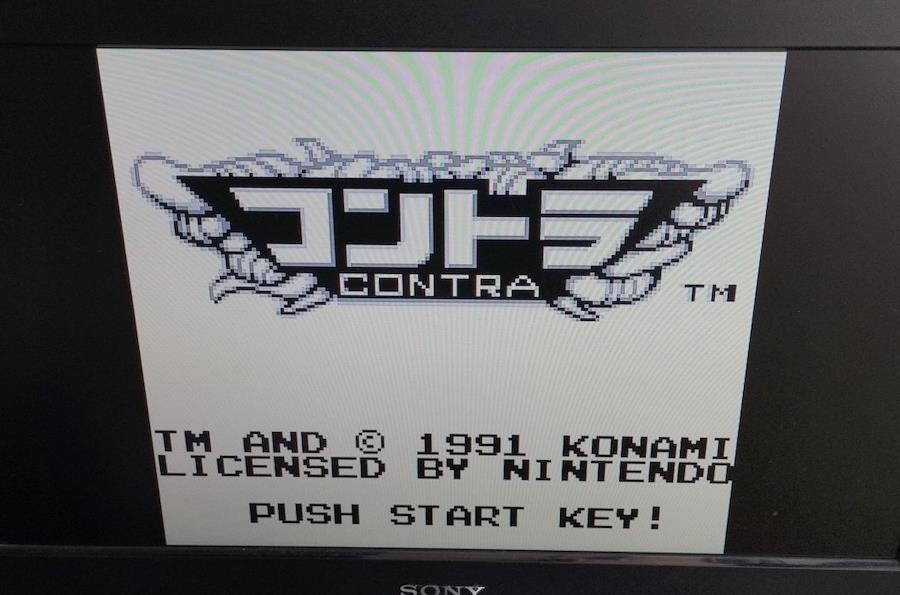 コントラ
CONTRA
TM
TM AND © 1991 KONAMI
LICENSED BY NINTENDO
PUSH START KEY!
SONY